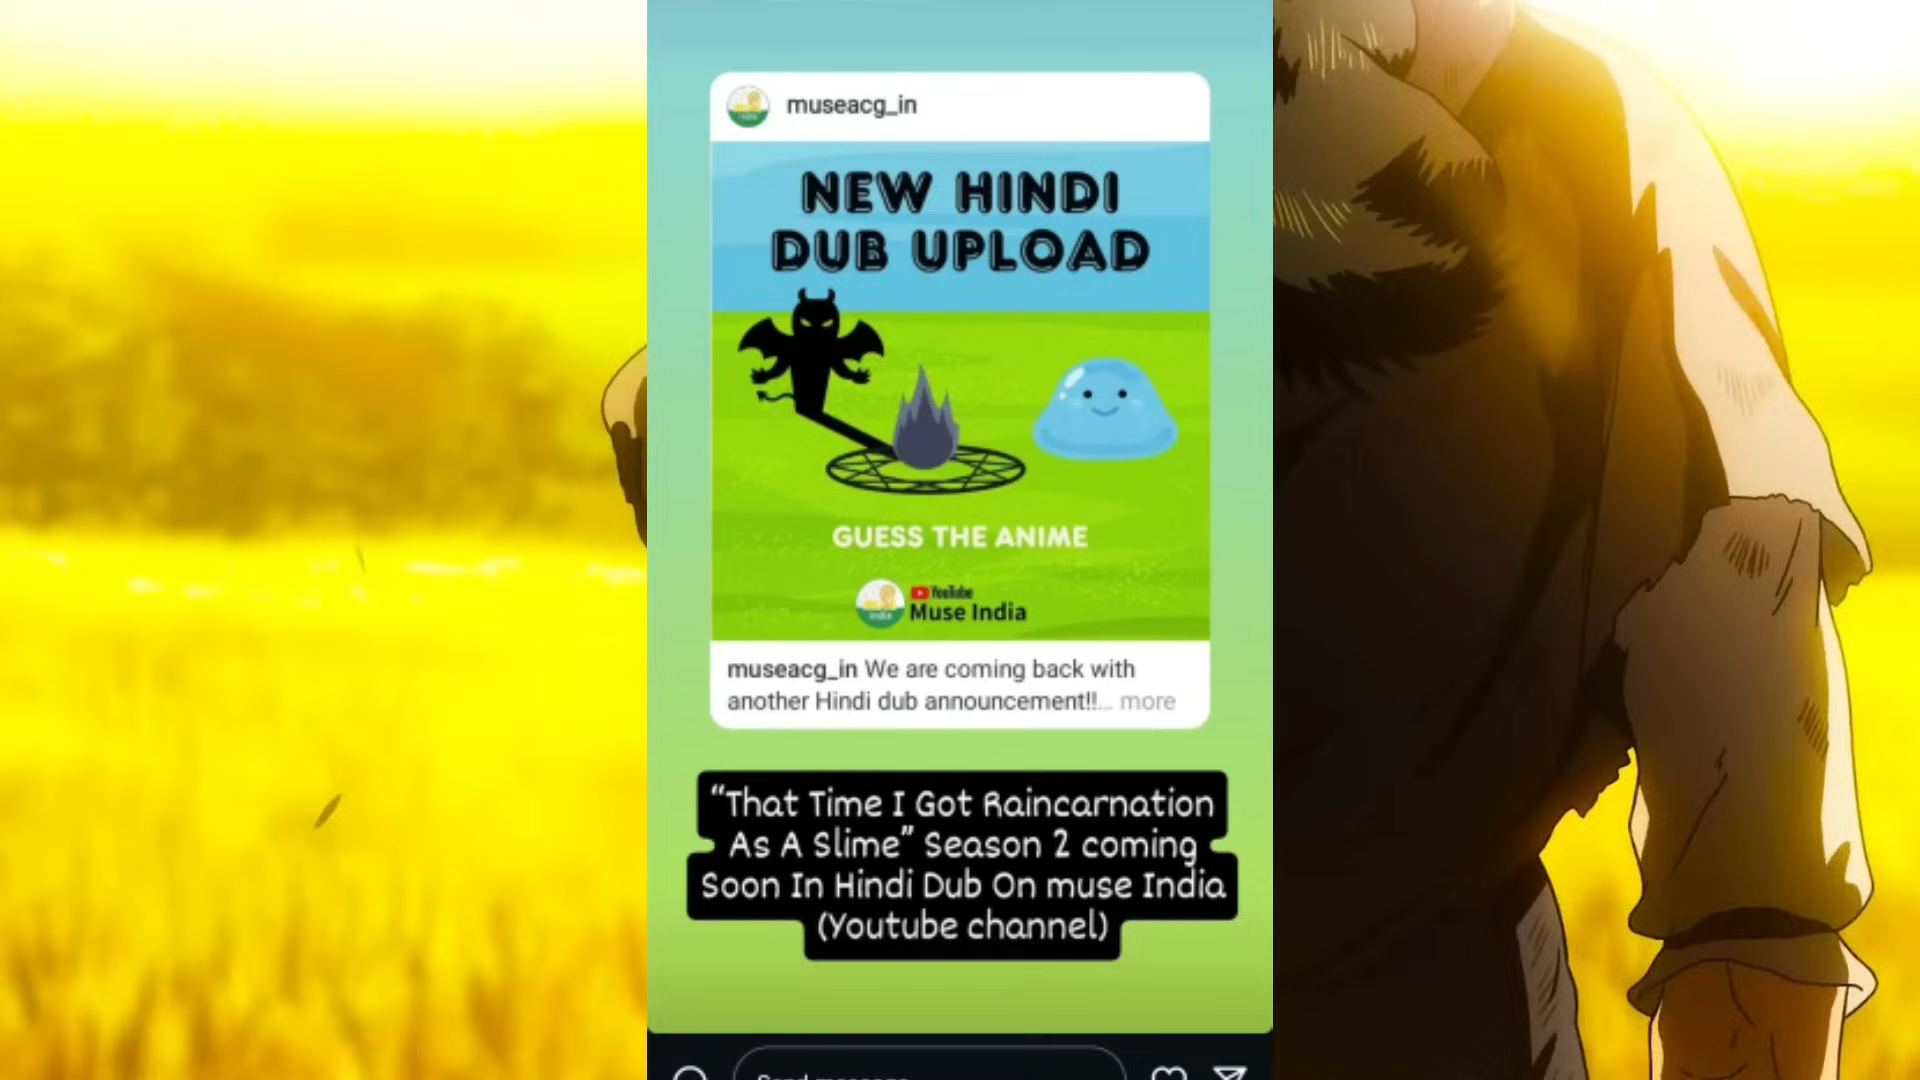 museacg_in
NEW HINDI
DUB UPLOAD
GUESS THE ANIME
YouTube
Muse India
museacg_in We are coming back with
another Hindi dub announcement!!... more
“That Time I Got Raincarnation
As A Slime” Season 2 coming
Soon In Hindi Dub On muse India
(Youtube channel)
Send message